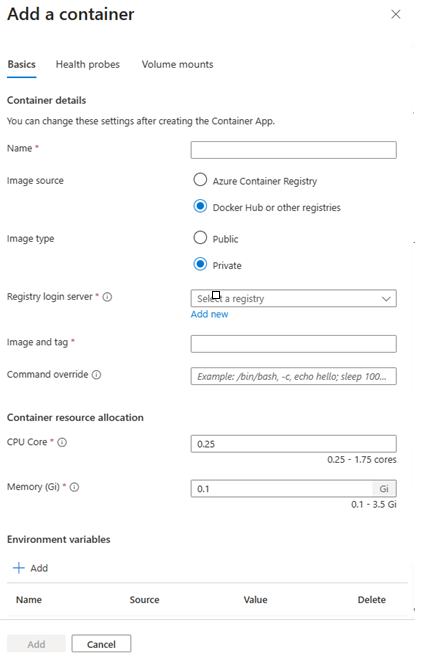 Add a container
Basics Health probes Volume mounts
Container details
You can change these settings after creating the Container App.
Name *
Image source
Azure Container Registry
Docker Hub or other registries
Image type
Public
Private
Registry login server *
Select a registry
Add new
Image and tag *
Command override
Example: /bin/bash, -c, echo hello; sleep 100...
Container resource allocation
CPU Core *
0.25
0.25 - 1.75 cores
Memory (Gi) *
0.1 Gi
0.1 - 3.5 Gi
Environment variables
+ Add
Name Source Value Delete
Add Cancel